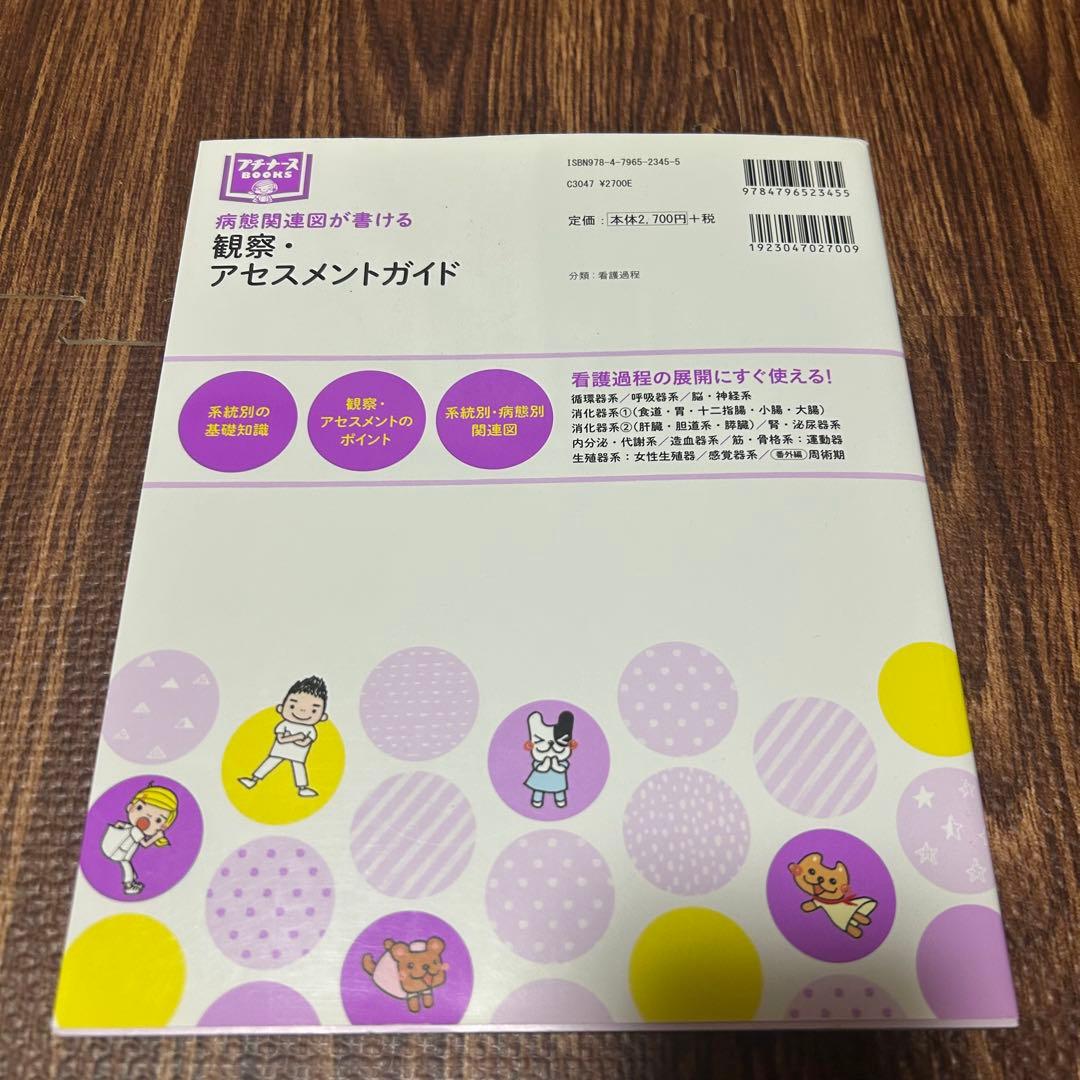 プチナース
BOOKS
病態関連図が書ける
観察・
アセスメントガイド
ISBN978-4-7965-2345-5
C3047 ¥2700E
定価：本体2,700円+税
分類：看護過程
9784796523455
1923047027009
系統別の
基礎知識
観察・
アセスメントの
ポイント
系統別・病態別
関連図
看護過程の展開にすぐ使える！
循環器系／呼吸器系／脳・神経系
消化器系①（食道・胃・十二指腸・小腸・大腸）
消化器系②（肝臓・胆道系・膵臓）／腎・泌尿器系
内分泌・代謝系／造血器系／筋・骨格系：運動器
生殖器系：女性生殖器／感覚器系／番外編周術期